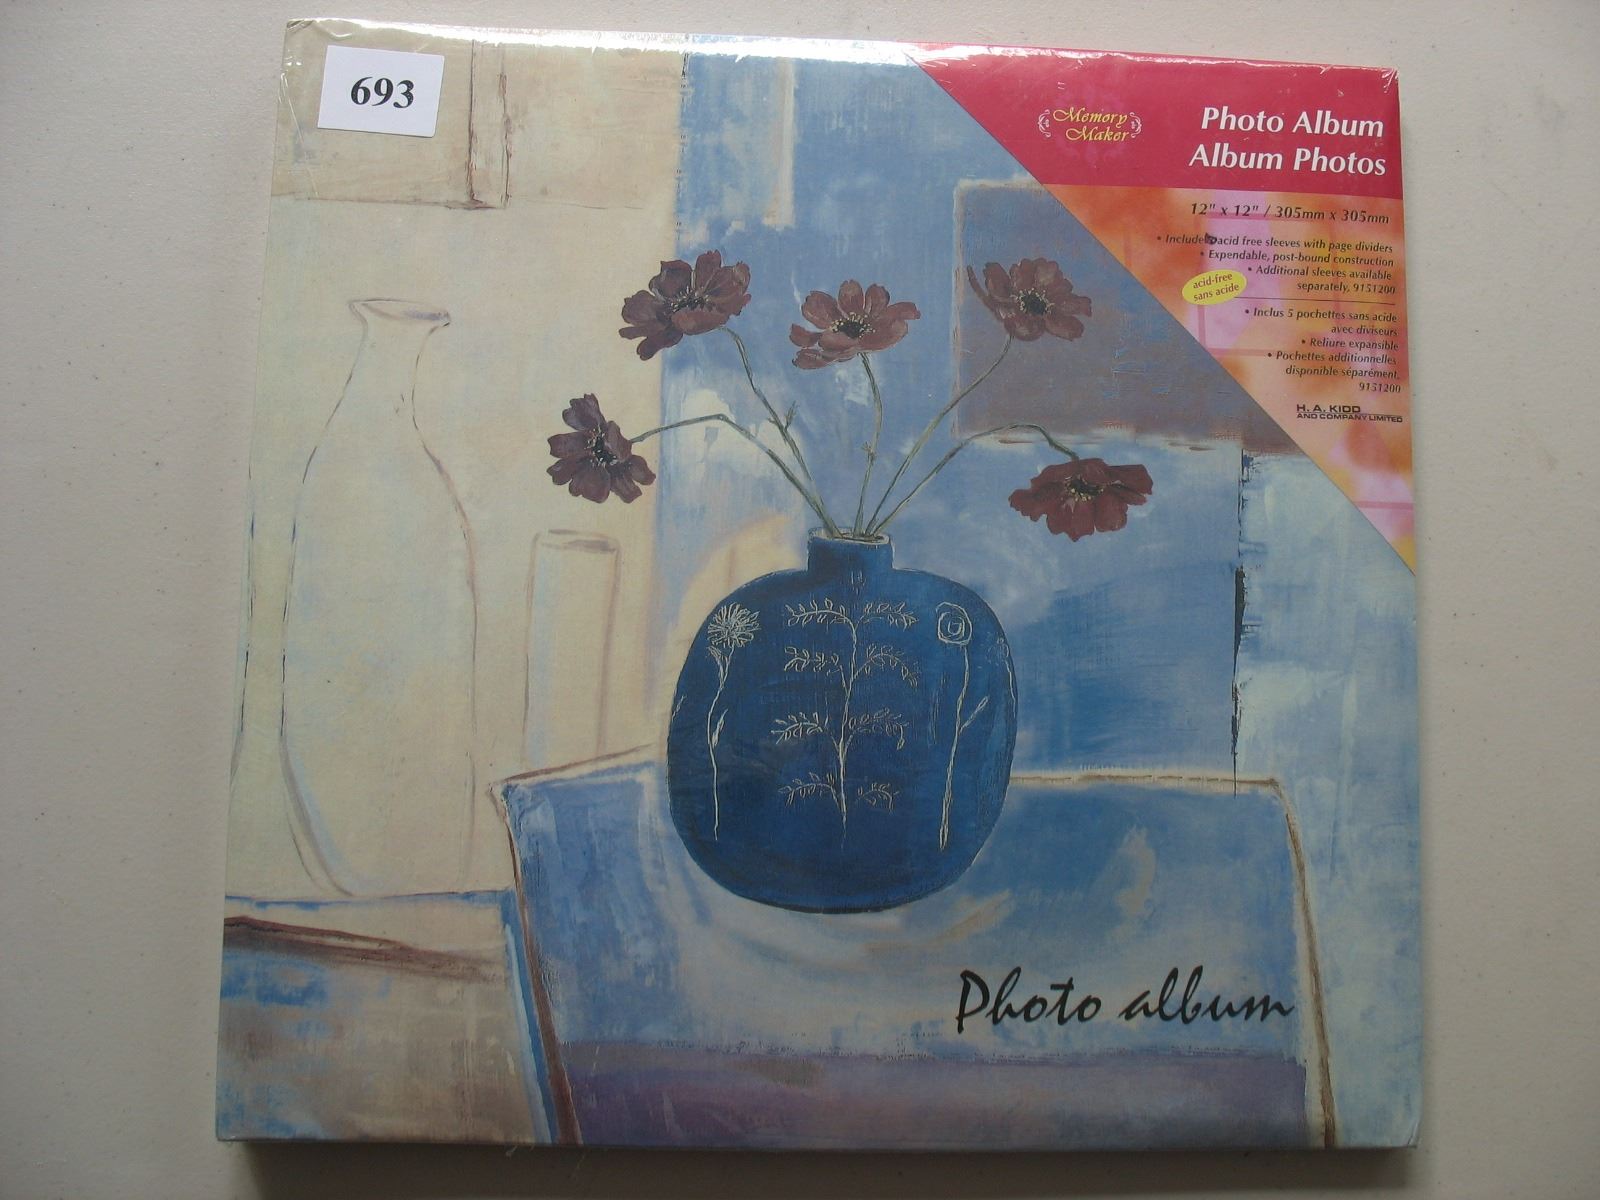 693
Memory
Maker
Photo Album
Album Photos
12" x 12" / 305mm x 305mm
• Include acid free sleeves with page dividers
• Expendable, post-bound construction
• Additional sleeves available
separately, 9151200
acid-free
sans acide
• Inclus 5 pochettes sans acide
avec diviseurs
• Reliure expansible
• Pochettes additionnelles
disponible séparément,
9151200
H. A. KIDD
AND COMPANY LIMITED
Photo album